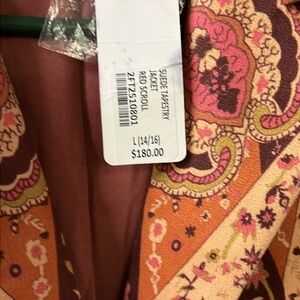 SUEDE TAPESTRY
JACKET
RED SCROLL
2FT2510801
L (14/16)
$180.00